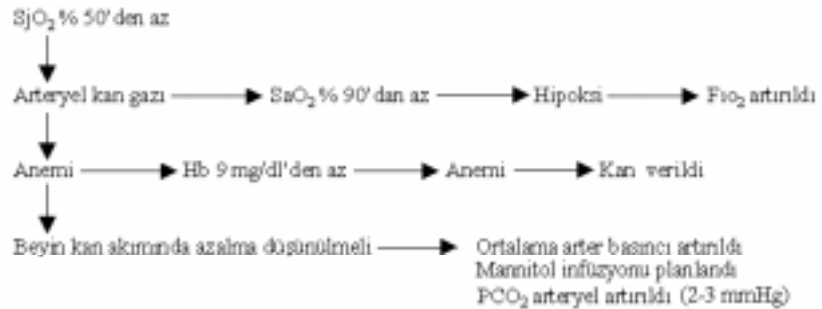 SjO₂ % 50'den az
Arteryel kan gazı SaO₂ % 90'dan az Hipoksi Fıo₂ artırıldı
Anemi Hb 9 mg/dl'den az Anemi Kan verildi
Beyin kan akımında azalma düşünülmeli Ortalama arter basıncı artırıldı
Mannitol infüzyonu planlandı
PCO₂ arteryel artırıldı (2-3 mmHg)